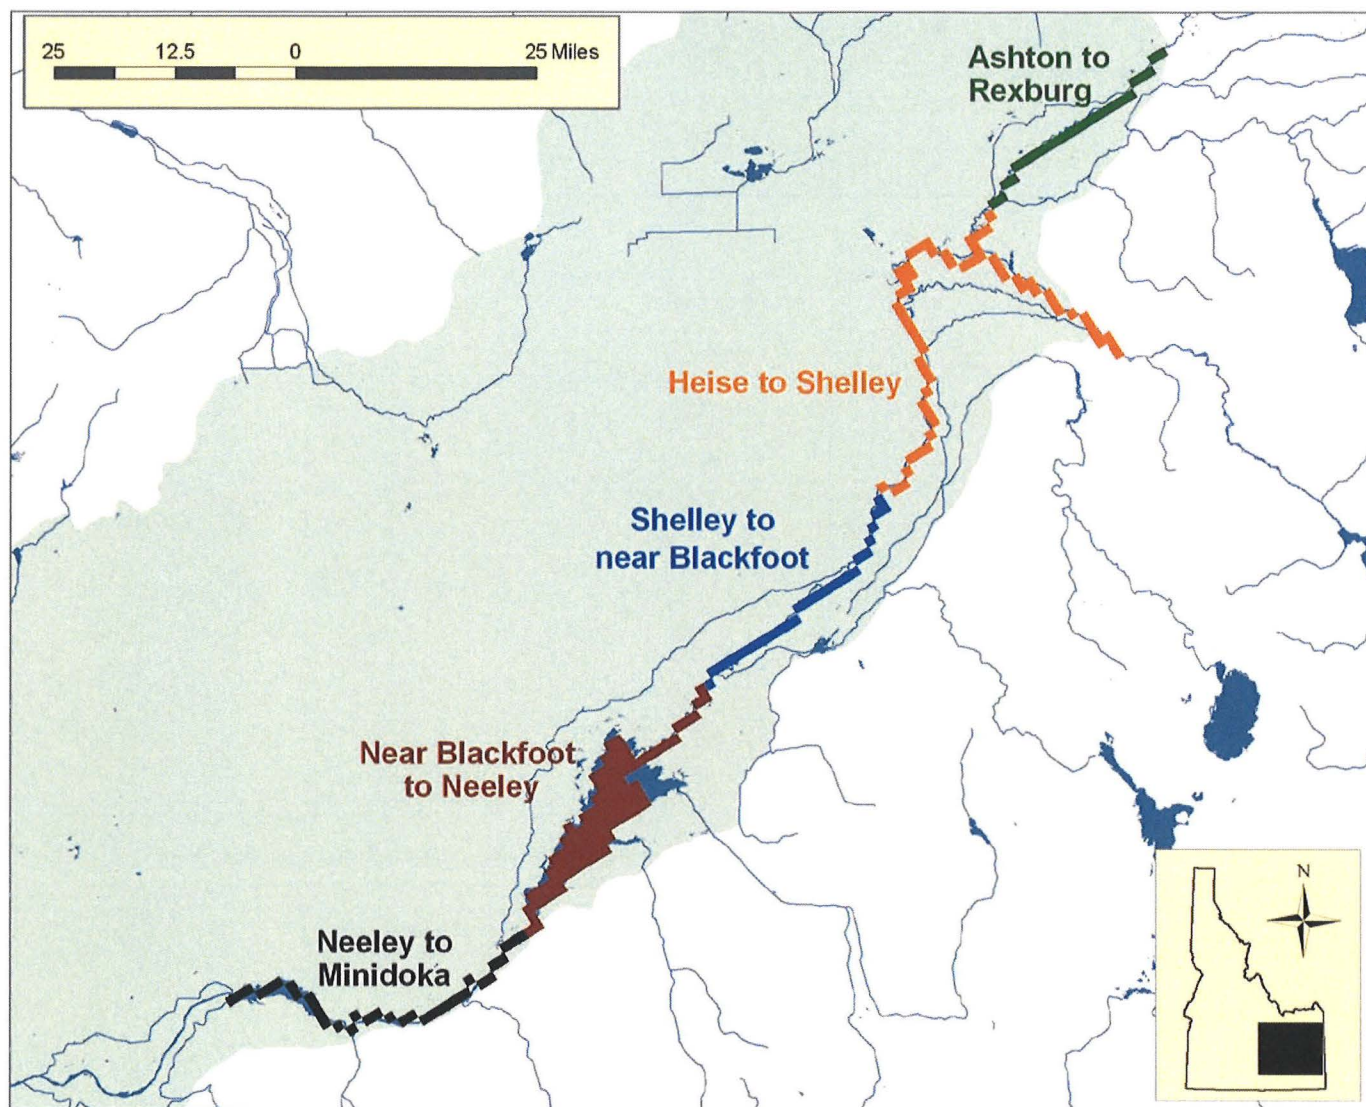 25 12.5 0 25 Miles
Ashton to
Rexburg
Heise to Shelley
Shelley to
near Blackfoot
Near Blackfoot
to Neeley
Neeley to
Minidoka
N